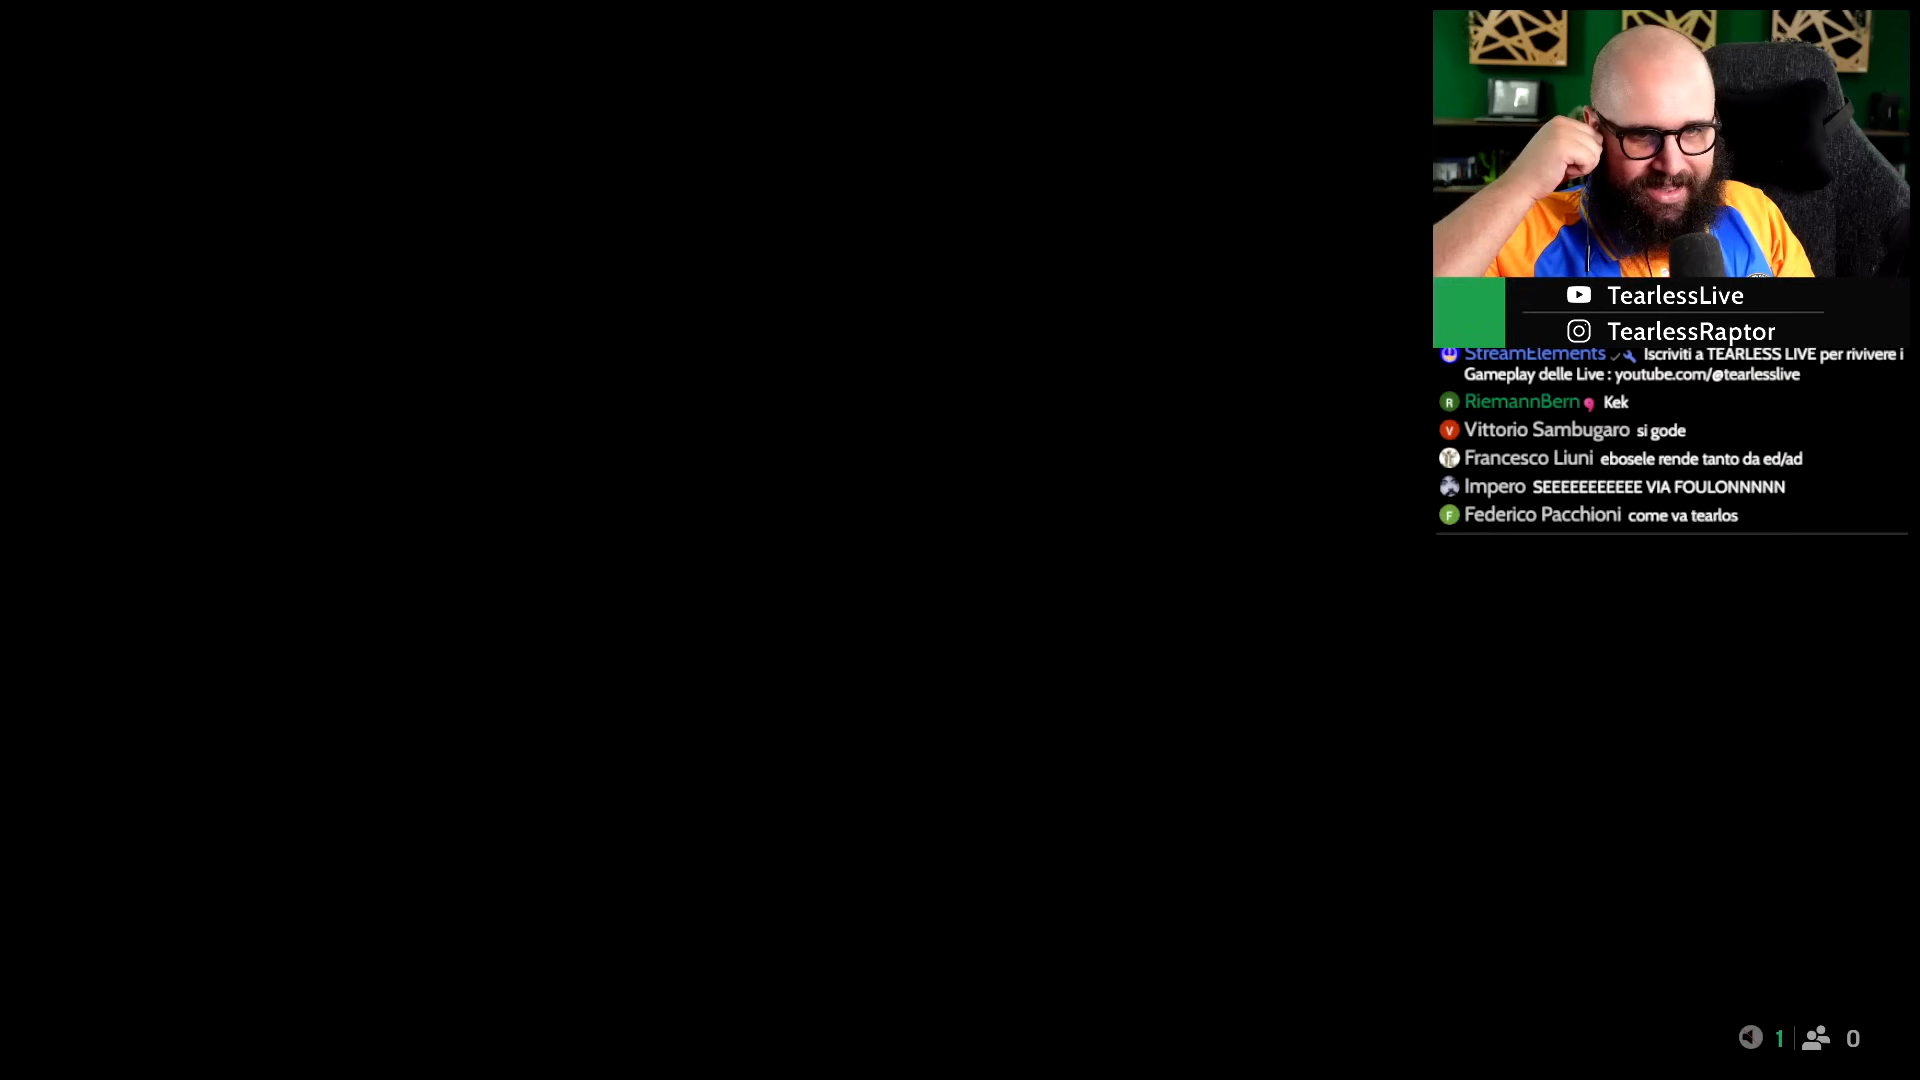 TearlessLive
TearlessRaptor
StreamElements Iscriviti a TEARLESS LIVE per rivivere i
Gameplay delle Live : youtube.com/@tearlesslive
R RiemannBern Kek
V Vittorio Sambugaro si gode
Francesco Liuni ebosele rende tanto da ed/ad
Impero SEEEEEEEEEEE VIA FOULONNNNN
F Federico Pacchioni come va tearlos
1 0